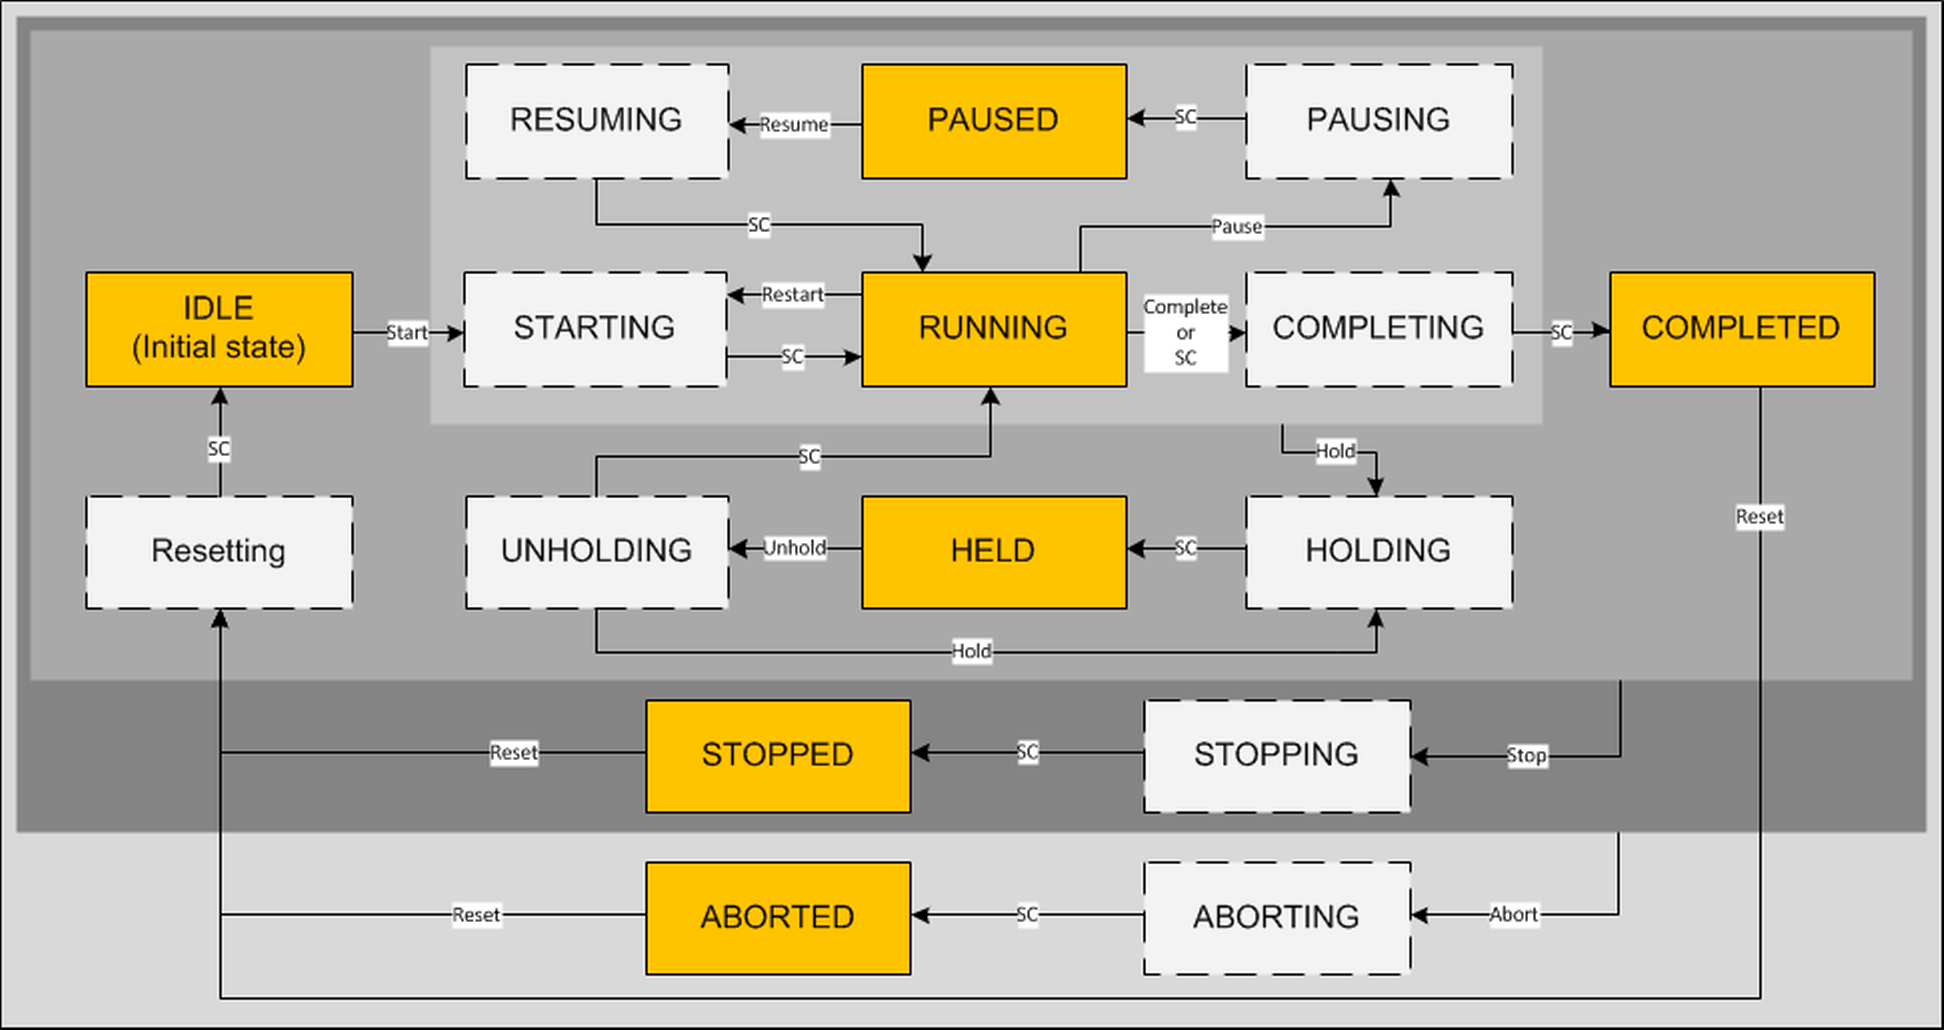 RESUMING
Resume
PAUSED
SC
PAUSING
SC
Pause
IDLE
(Initial state)
Start
STARTING
Restart
SC
RUNNING
Complete
or
SC
COMPLETING
SC
COMPLETED
SC
SC
Hold
Resetting
UNHOLDING
Unhold
HELD
SC
HOLDING
Reset
Hold
Reset
STOPPED
SC
STOPPING
Stop
Reset
ABORTED
SC
ABORTING
Abort